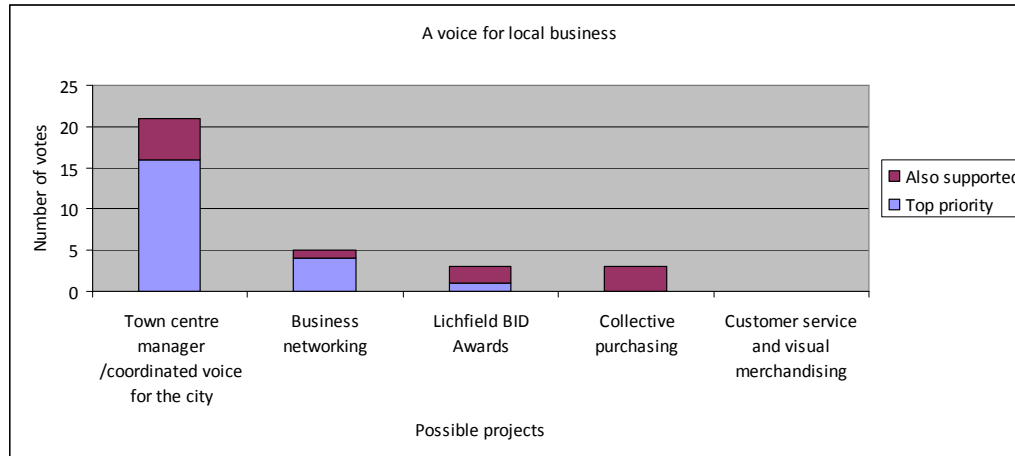 A voice for local business
25
20
15
10
5
0
Number of votes
Town centre
manager
/coordinated voice
for the city
Business
networking
Lichfield BID
Awards
Collective
purchasing
Customer service
and visual
merchandising
Possible projects
Also supported
Top priority